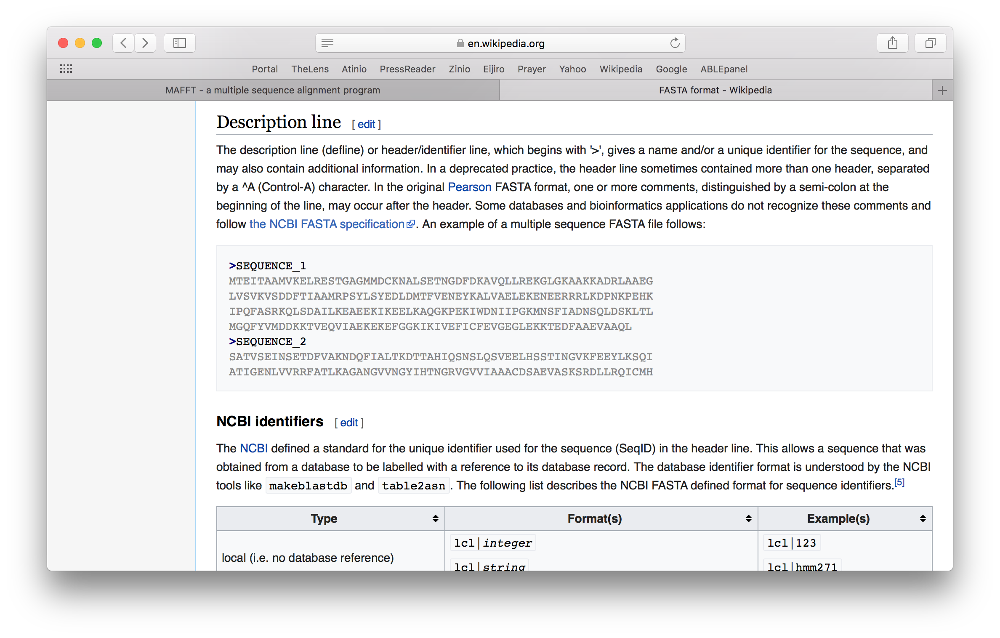 en.wikipedia.org
Portal TheLens Atinio PressReader Zinio Eijiro Prayer Yahoo Wikipedia Google ABLEpanel
MAFFT - a multiple sequence alignment program FASTA format - Wikipedia
Description line [ edit ]
The description line (defline) or header/identifier line, which begins with '>', gives a name and/or a unique identifier for the sequence, and
may also contain additional information. In a deprecated practice, the header line sometimes contained more than one header, separated
by a ^A (Control-A) character. In the original Pearson FASTA format, one or more comments, distinguished by a semi-colon at the
beginning of the line, may occur after the header. Some databases and bioinformatics applications do not recognize these comments and
follow the NCBI FASTA specification. An example of a multiple sequence FASTA file follows:
>SEQUENCE_1
MTEITAAMVKELRESTGAGMMDCKNALSETNGDFDKAVQLLREKGLGKAAKKADRLAAEG
LVSVKVSDDFTIAAMRPSYLSYEDLDMTFVENEYKALVAELEKENEERRRLKDPNKPEHK
IPQFASRKQLSDAILKEAEEKIKEELKAQGKPEKIWDNIIPGKMNSFIADNSQLDSKLTL
MGQFYVMDDKKTVEQVIAEKEKEFGGKIKIVEFICFEVGEGLEKKTEDFAAEVAAQL
>SEQUENCE_2
SATVSEINSETDFVAKNDQFIALTKDTTAHIQSNSLQSVEELHSSTINGVKFEEYLKSQI
ATIGENLVVRRFATLKAGANGVVNGYIHTNGRVGVVIAAACDSAEVASKSRDLLRQICMH
NCBI identifiers [ edit ]
The NCBI defined a standard for the unique identifier used for the sequence (SeqID) in the header line. This allows a sequence that was
obtained from a database to be labelled with a reference to its database record. The database identifier format is understood by the NCBI
tools like makeblastdb and table2asn. The following list describes the NCBI FASTA defined format for sequence identifiers.[5]
Type Format(s) Example(s)
lcl|integer lcl|123
local (i.e. no database reference)
lcl|string lcl|hmm271